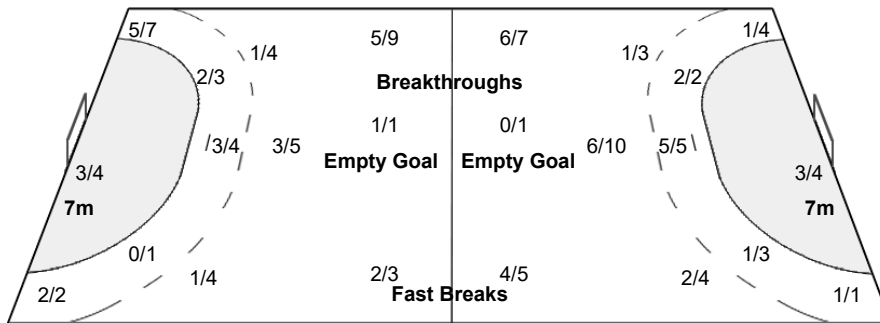 5/7 5/9 6/7 1/4
1/4 1/3
2/3 Breakthroughs 2/2
1/1 0/1
3/4 3/5 6/10 5/5
Empty Goal Empty Goal
3/4 3/4
7m 7m
0/1 1/3
1/4 2/3 4/5 2/4
2/2 Fast Breaks 1/1